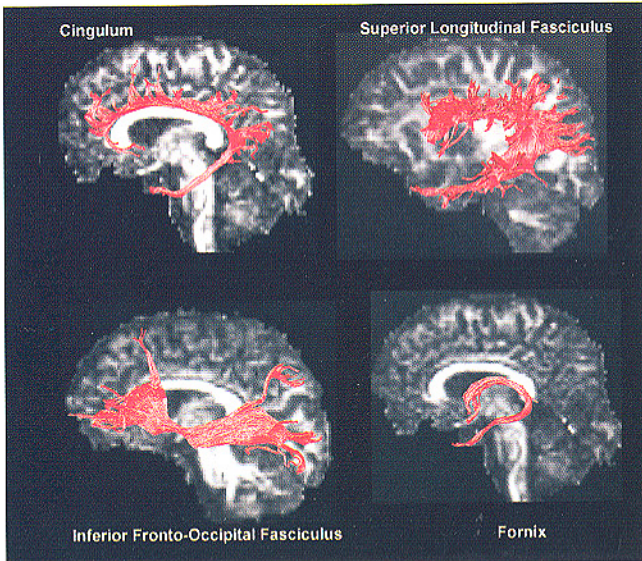 Cingulum
Superior Longitudinal Fasciculus
Inferior Fronto-Occipital Fasciculus
Fornix